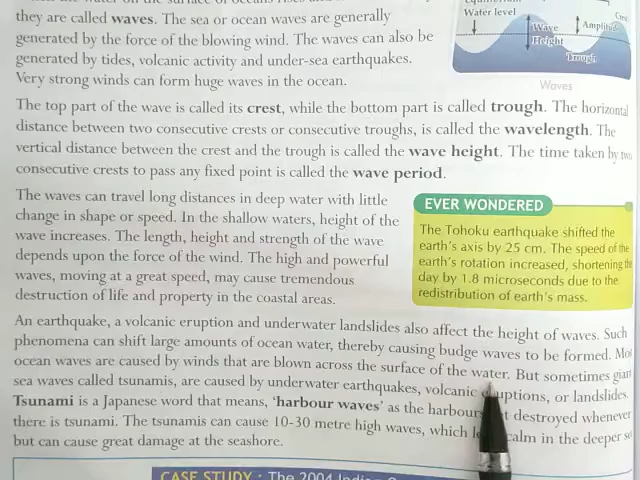 they are called waves. The sea or ocean waves are generally
generated by the force of the blowing wind. The waves can also be
generated by tides, volcanic activity and under-sea earthquakes.
Very strong winds can form huge waves in the ocean.
Water level
Wave
Height
Trough
Waves
The top part of the wave is called its crest, while the bottom part is called trough. The horizontal
distance between two consecutive crests or consecutive troughs, is called the wavelength. The
vertical distance between the crest and the trough is called the wave height. The time taken by two
consecutive crests to pass any fixed point is called the wave period.
The waves can travel long distances in deep water with little
change in shape or speed. In the shallow waters, height of the
wave increases. The length, height and strength of the wave
depends upon the force of the wind. The high and powerful
waves, moving at a great speed, may cause tremendous
destruction of life and property in the coastal areas.
EVER WONDERED
The Tohoku earthquake shifted the
earth's axis by 25 cm. The speed of the
earth's rotation increased, shortening the
day by 1.8 microseconds due to the
redistribution of earth's mass.
An earthquake, a volcanic eruption and underwater landslides also affect the height of waves. Such
phenomena can shift large amounts of ocean water, thereby causing budge waves to be formed.
ocean waves are caused by winds that are blown across the surface of the water. But sometimes
sea waves called tsunamis, are caused by underwater earthquakes, volcanic or landslides.
Tsunami is a Japanese word that means, 'harbour waves' as the destroyed whenever
there is tsunami. The tsunamis can cause 10-30 metre high waves, which calm in the deeper
but can cause great damage at the seashore.
CASE STUDY : The 2004